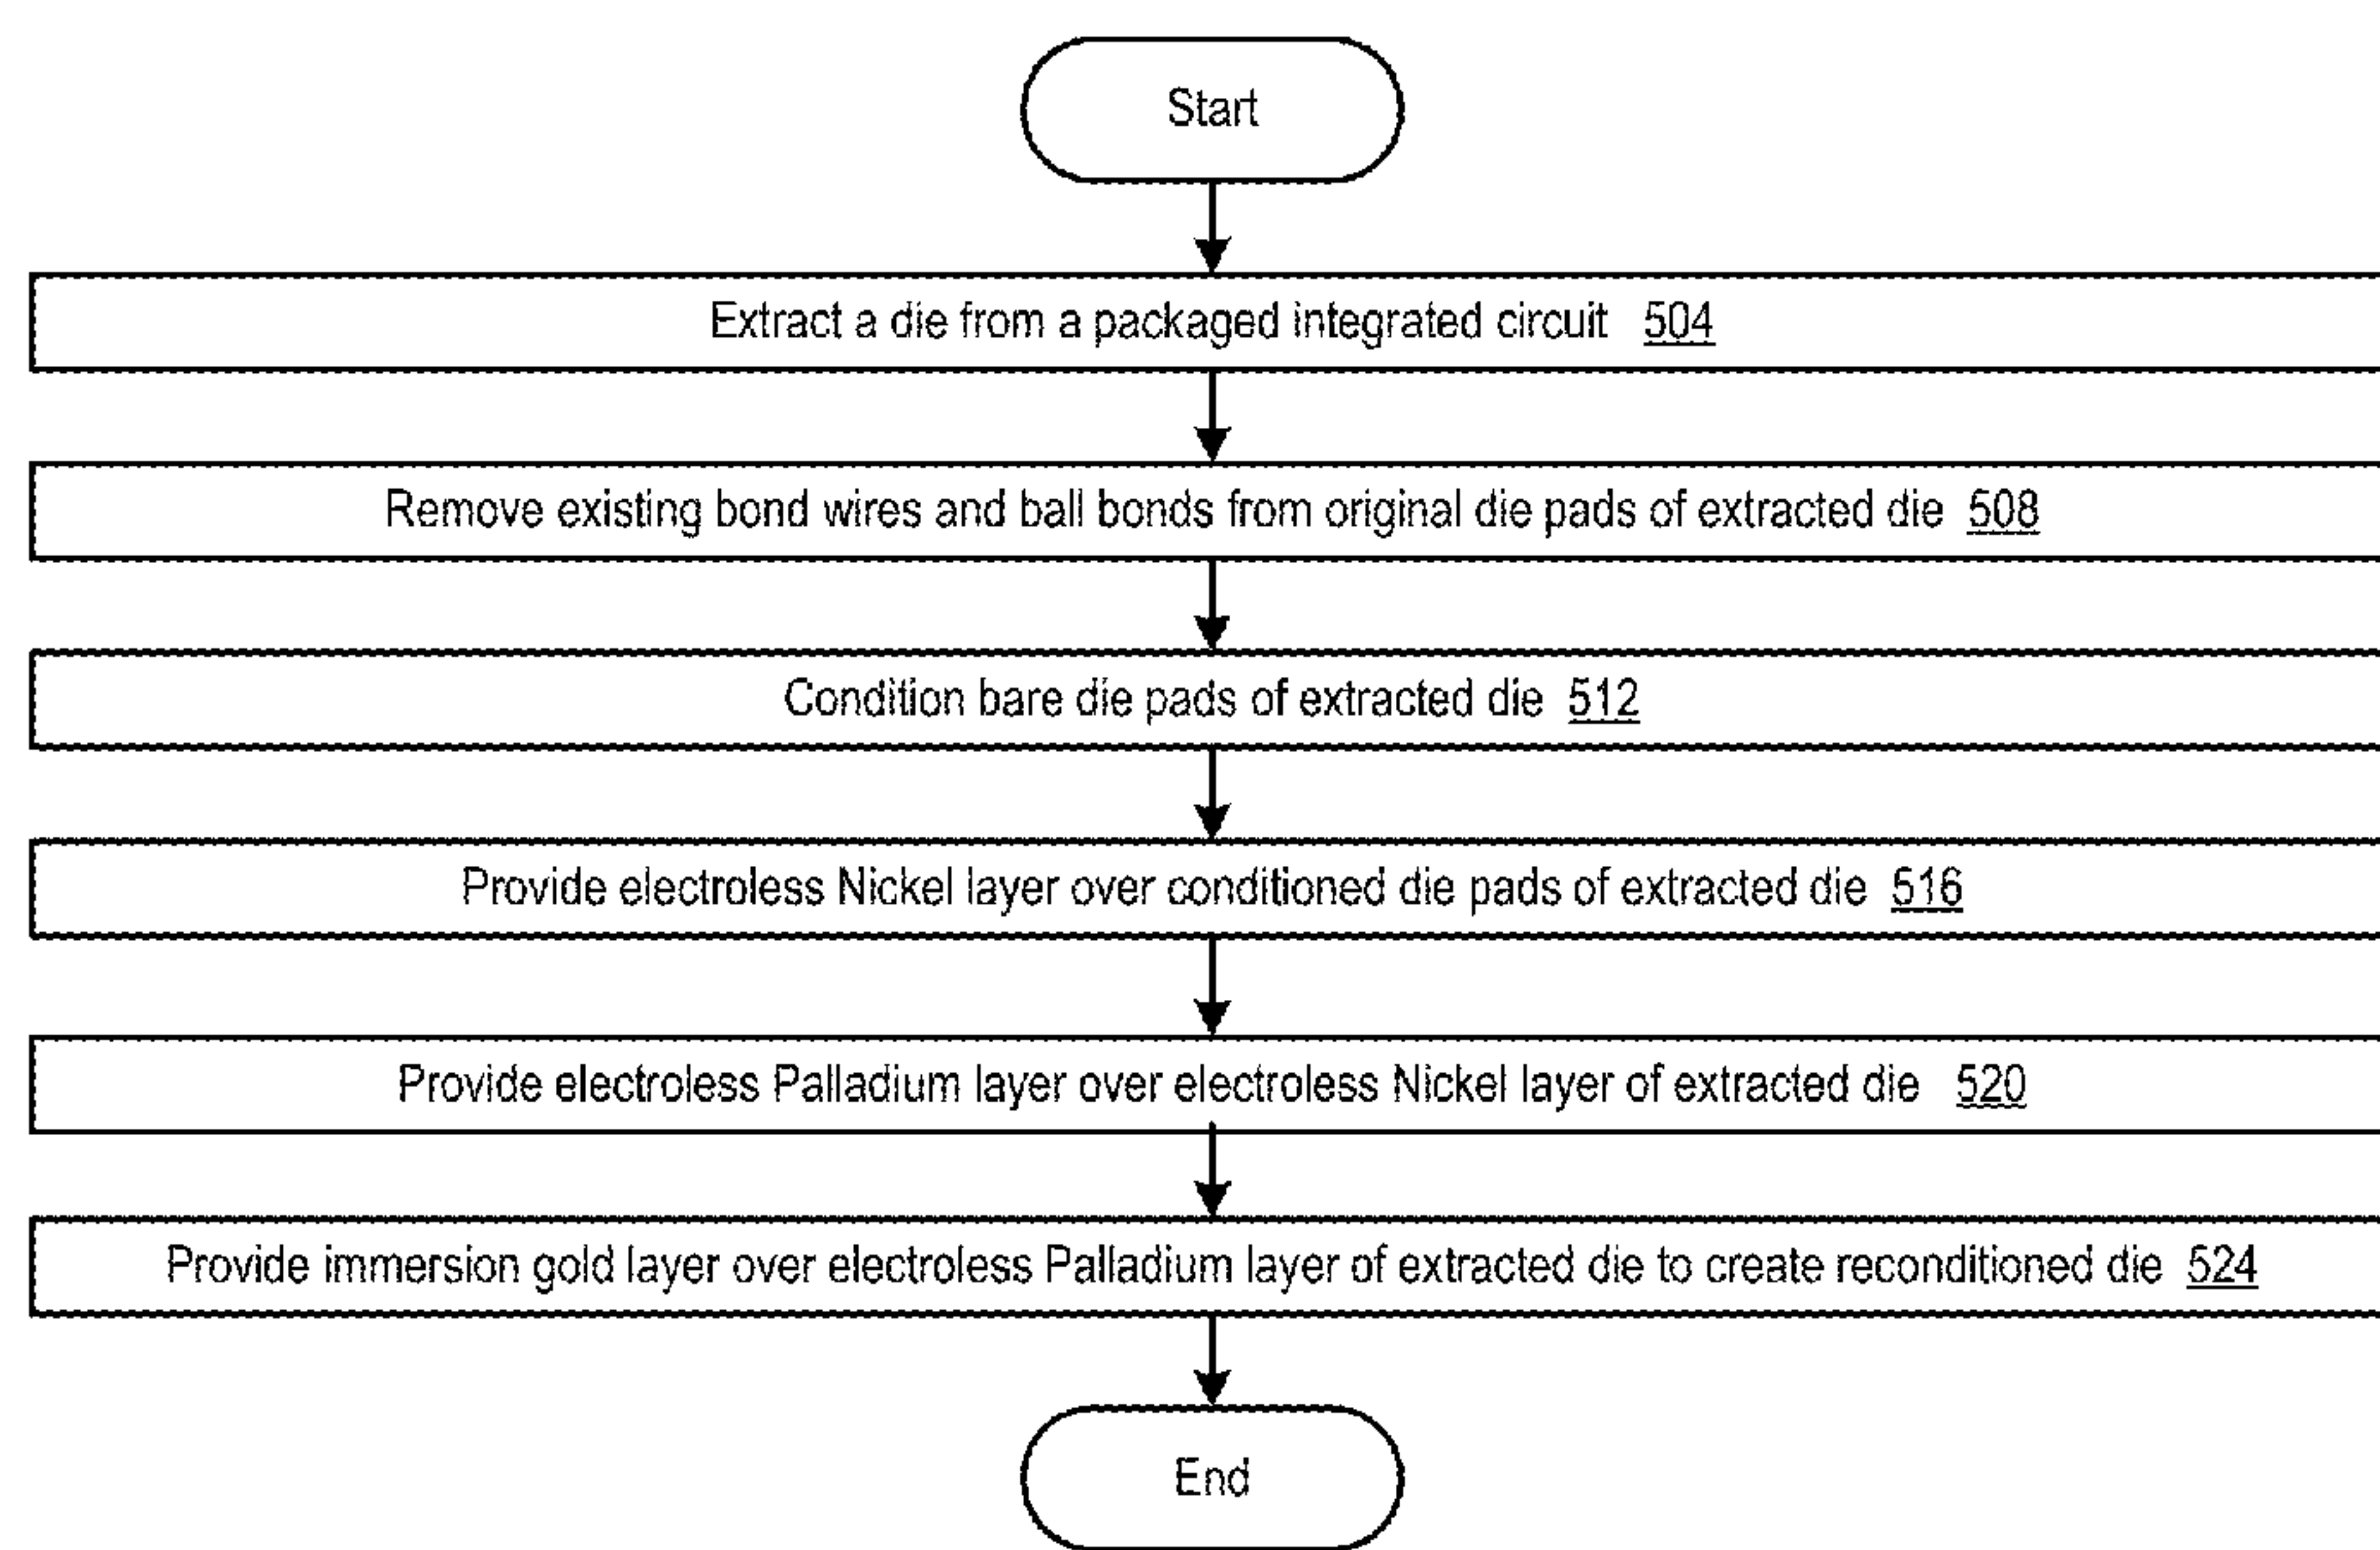 Start
Extract a die from a packaged integrated circuit 504
Remove existing bond wires and ball bonds from original die pads of extracted die 508
Condition bare die pads of extracted die 512
Provide electroless Nickel layer over conditioned die pads of extracted die 516
Provide electroless Palladium layer over electroless Nickel layer of extracted die 520
Provide immersion gold layer over electroless Palladium layer of extracted die to create reconditioned die 524
End